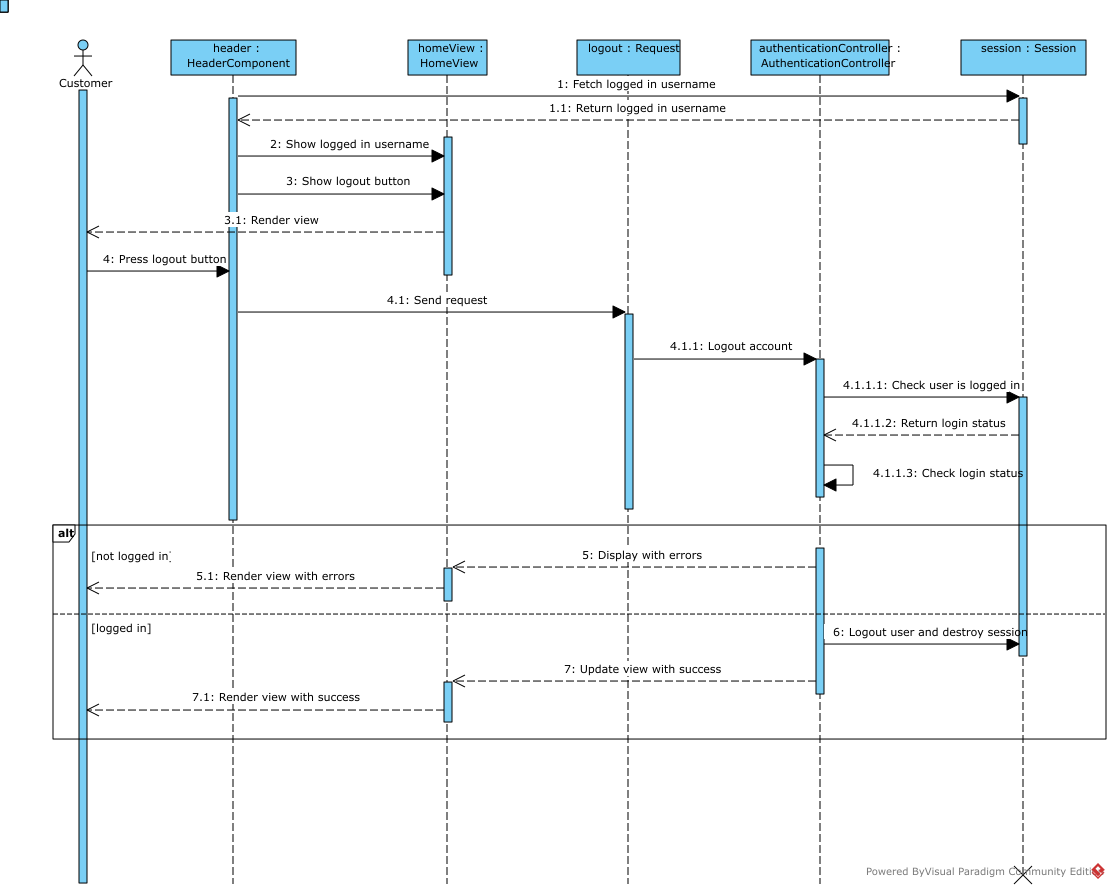 header :
HeaderComponent
homeView :
HomeView
logout : Request
authenticationController :
AuthenticationController
session : Session
Customer
1: Fetch logged in username
1.1: Return logged in username
2: Show logged in username
3: Show logout button
3.1: Render view
4: Press logout button
4.1: Send request
4.1.1: Logout account
4.1.1.1: Check user is logged in
4.1.1.2: Return login status
4.1.1.3: Check login status
alt
[not logged in]
5: Display with errors
5.1: Render view with errors
[logged in]
6: Logout user and destroy session
7: Update view with success
7.1: Render view with success
Powered ByVisual Paradigm Community Edition